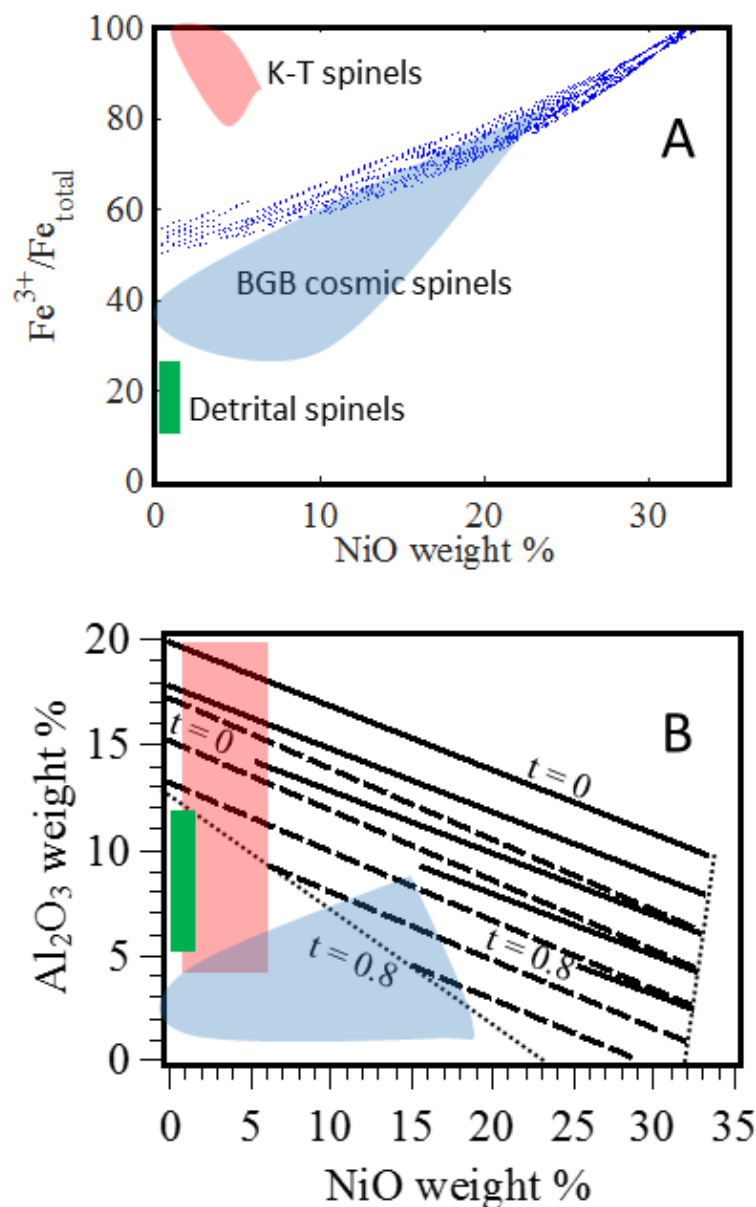 100
80
60
40
20
0
Fe³⁺/Fe_total
K-T spinels
A
BGB cosmic spinels
Detrital spinels
0 10 20 30
NiO weight %
20
15
10
5
0
Al₂O₃ weight %
B
t = 0
t = 0
t = 0.8
t = 0.8
0 5 10 15 20 25 30 35
NiO weight %